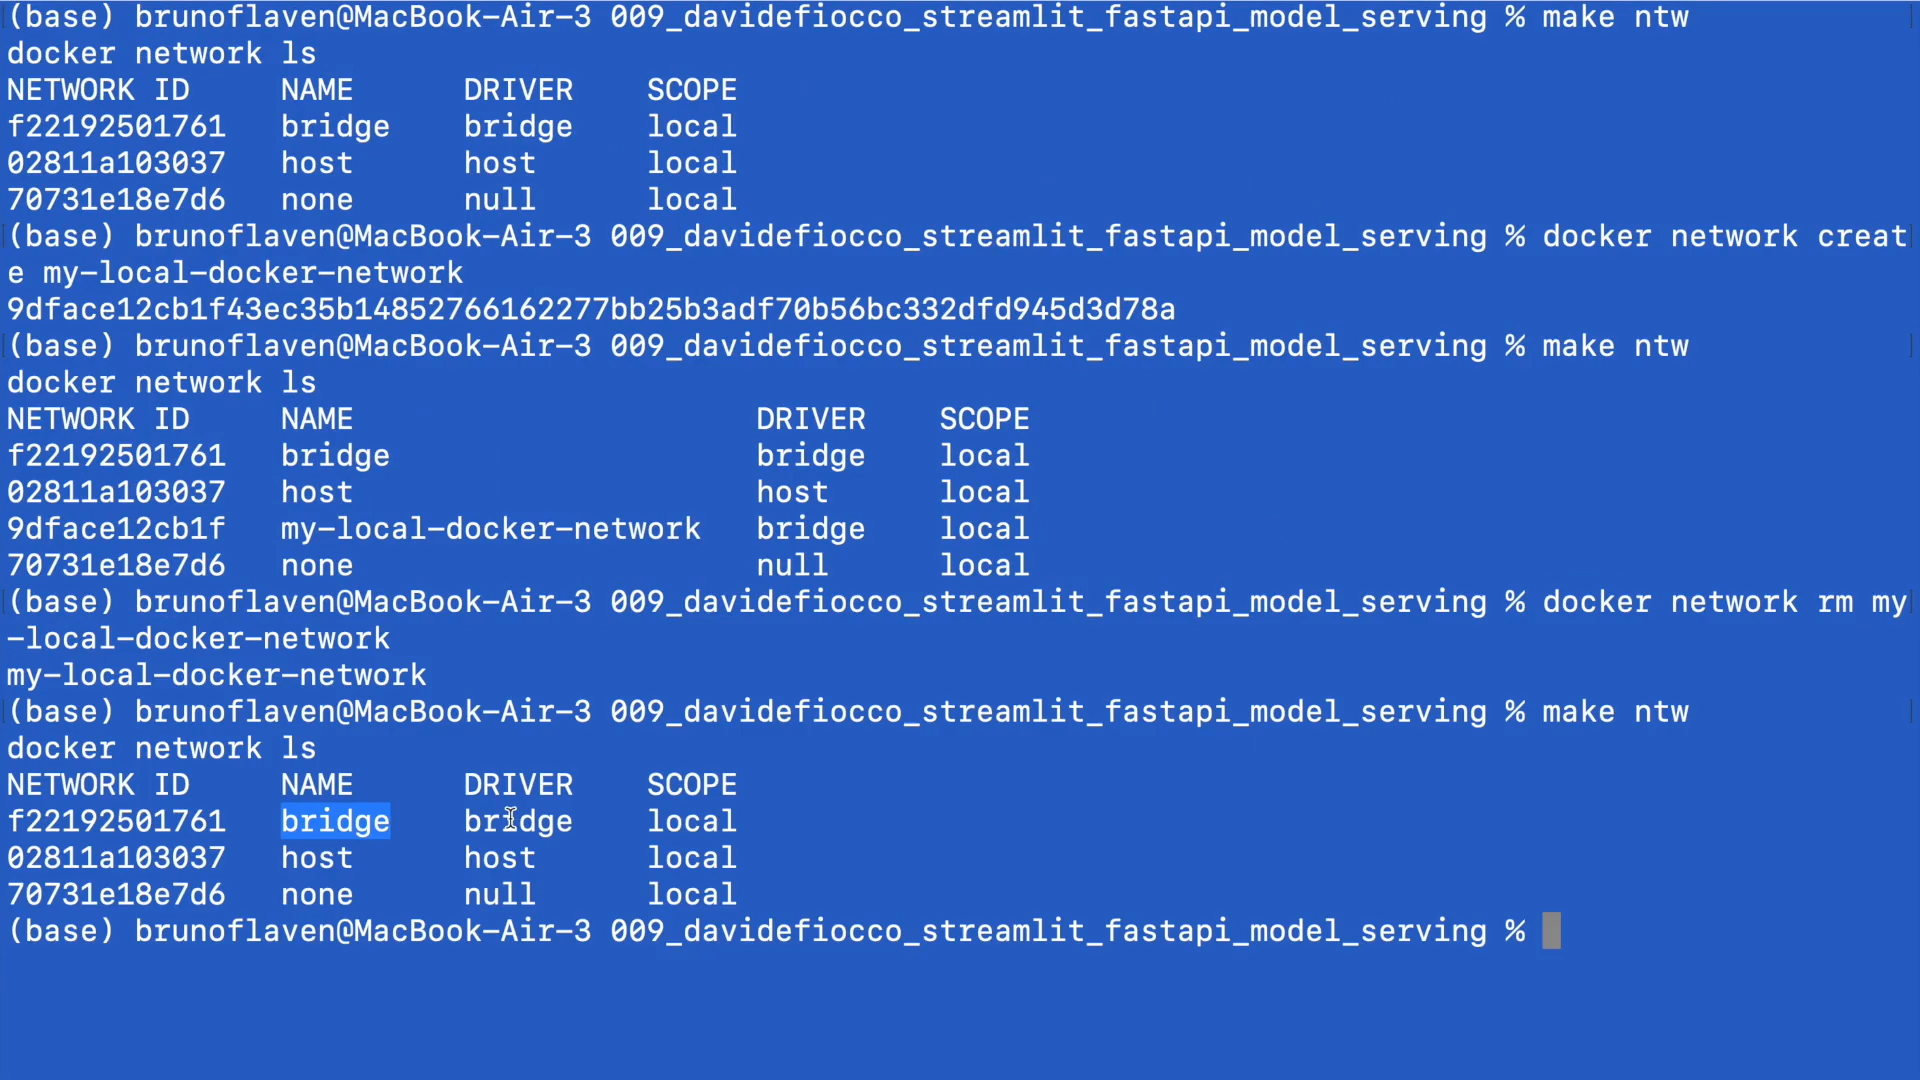 (base) brunoflaven@MacBook-Air-3 009_davidefiocco_streamlit_fastapi_model_serving % make ntw
docker network ls
NETWORK ID     NAME      DRIVER    SCOPE
f22192501761   bridge    bridge    local
02811a103037   host      host      local
70731e18e7d6   none      null      local
(base) brunoflaven@MacBook-Air-3 009_davidefiocco_streamlit_fastapi_model_serving % docker network creat
e my-local-docker-network
9dface12cb1f43ec35b14852766162277bb25b3adf70b56bc332dfd945d3d78a
(base) brunoflaven@MacBook-Air-3 009_davidefiocco_streamlit_fastapi_model_serving % make ntw
docker network ls
NETWORK ID     NAME                      DRIVER    SCOPE
f22192501761   bridge                    bridge    local
02811a103037   host                      host      local
9dface12cb1f   my-local-docker-network   bridge    local
70731e18e7d6   none                      null      local
(base) brunoflaven@MacBook-Air-3 009_davidefiocco_streamlit_fastapi_model_serving % docker network rm my
-local-docker-network
my-local-docker-network
(base) brunoflaven@MacBook-Air-3 009_davidefiocco_streamlit_fastapi_model_serving % make ntw
docker network ls
NETWORK ID     NAME      DRIVER    SCOPE
f22192501761   bridge    bridge    local
02811a103037   host      host      local
70731e18e7d6   none      null      local
(base) brunoflaven@MacBook-Air-3 009_davidefiocco_streamlit_fastapi_model_serving %